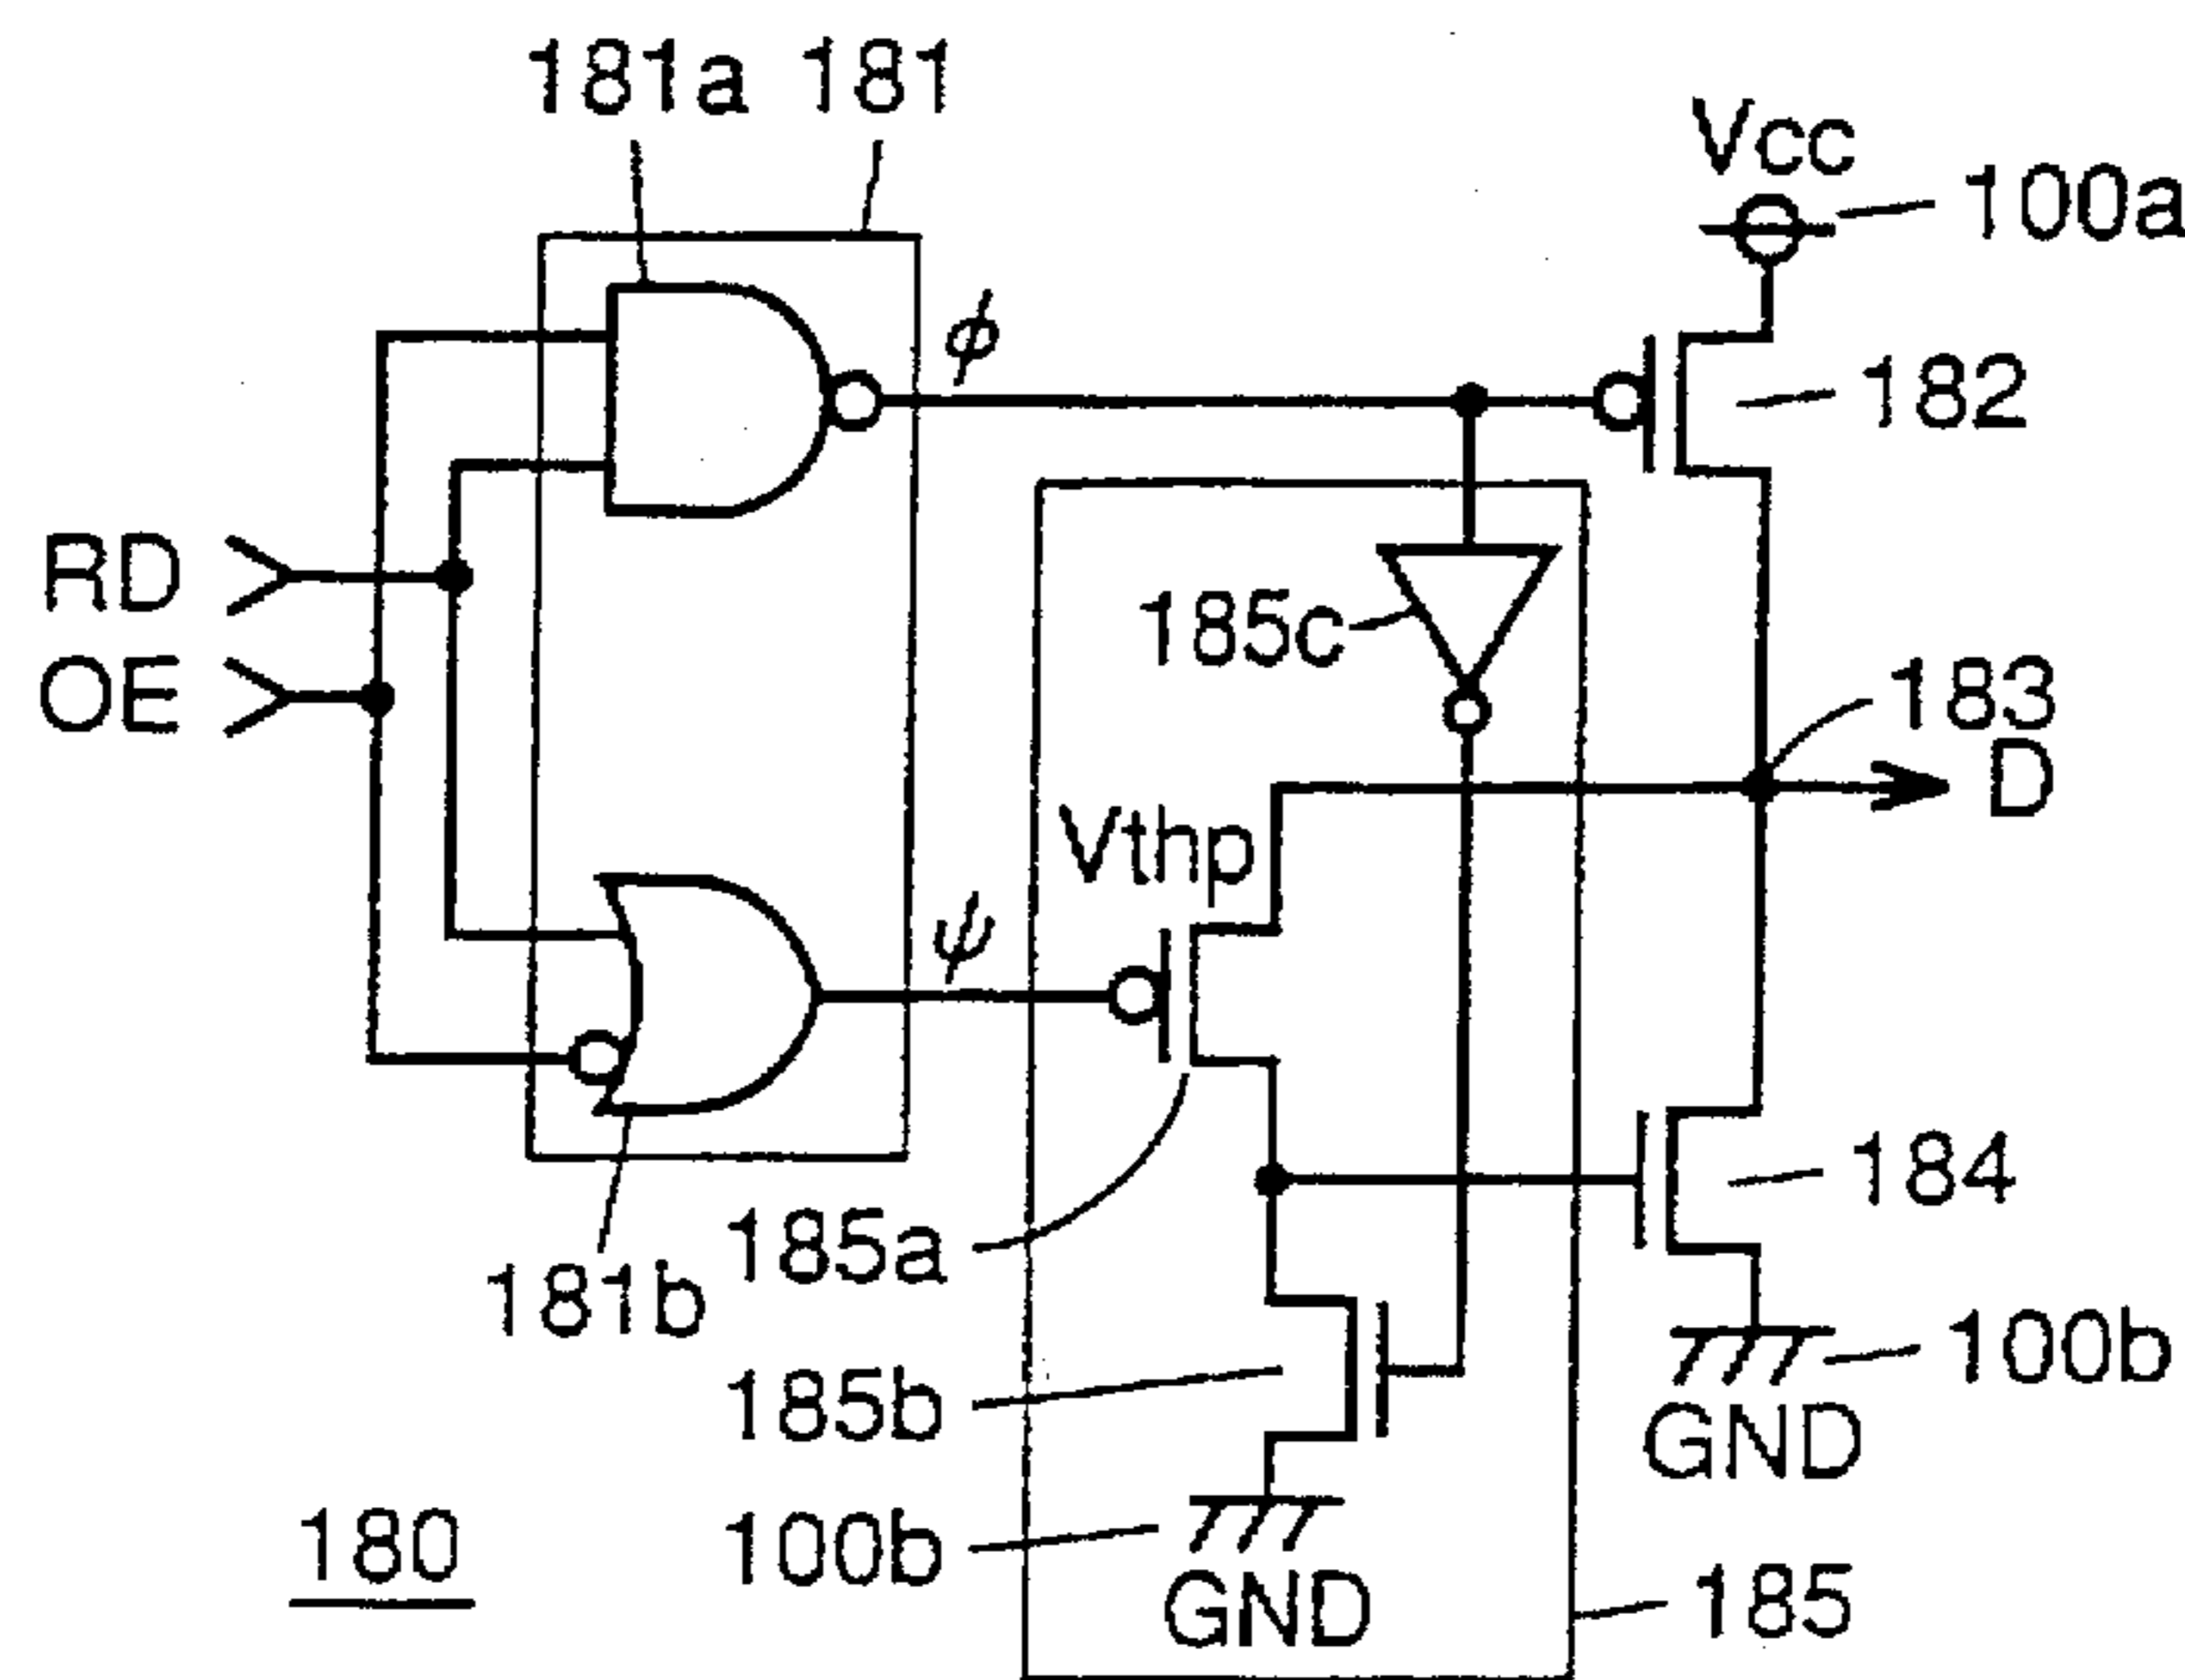 181a 181
Vcc
100a
ϕ
182
RD
185c
OE
183
D
Vthp
ψ
184
185a
181b
100b
185b
GND
180
100b
GND
185